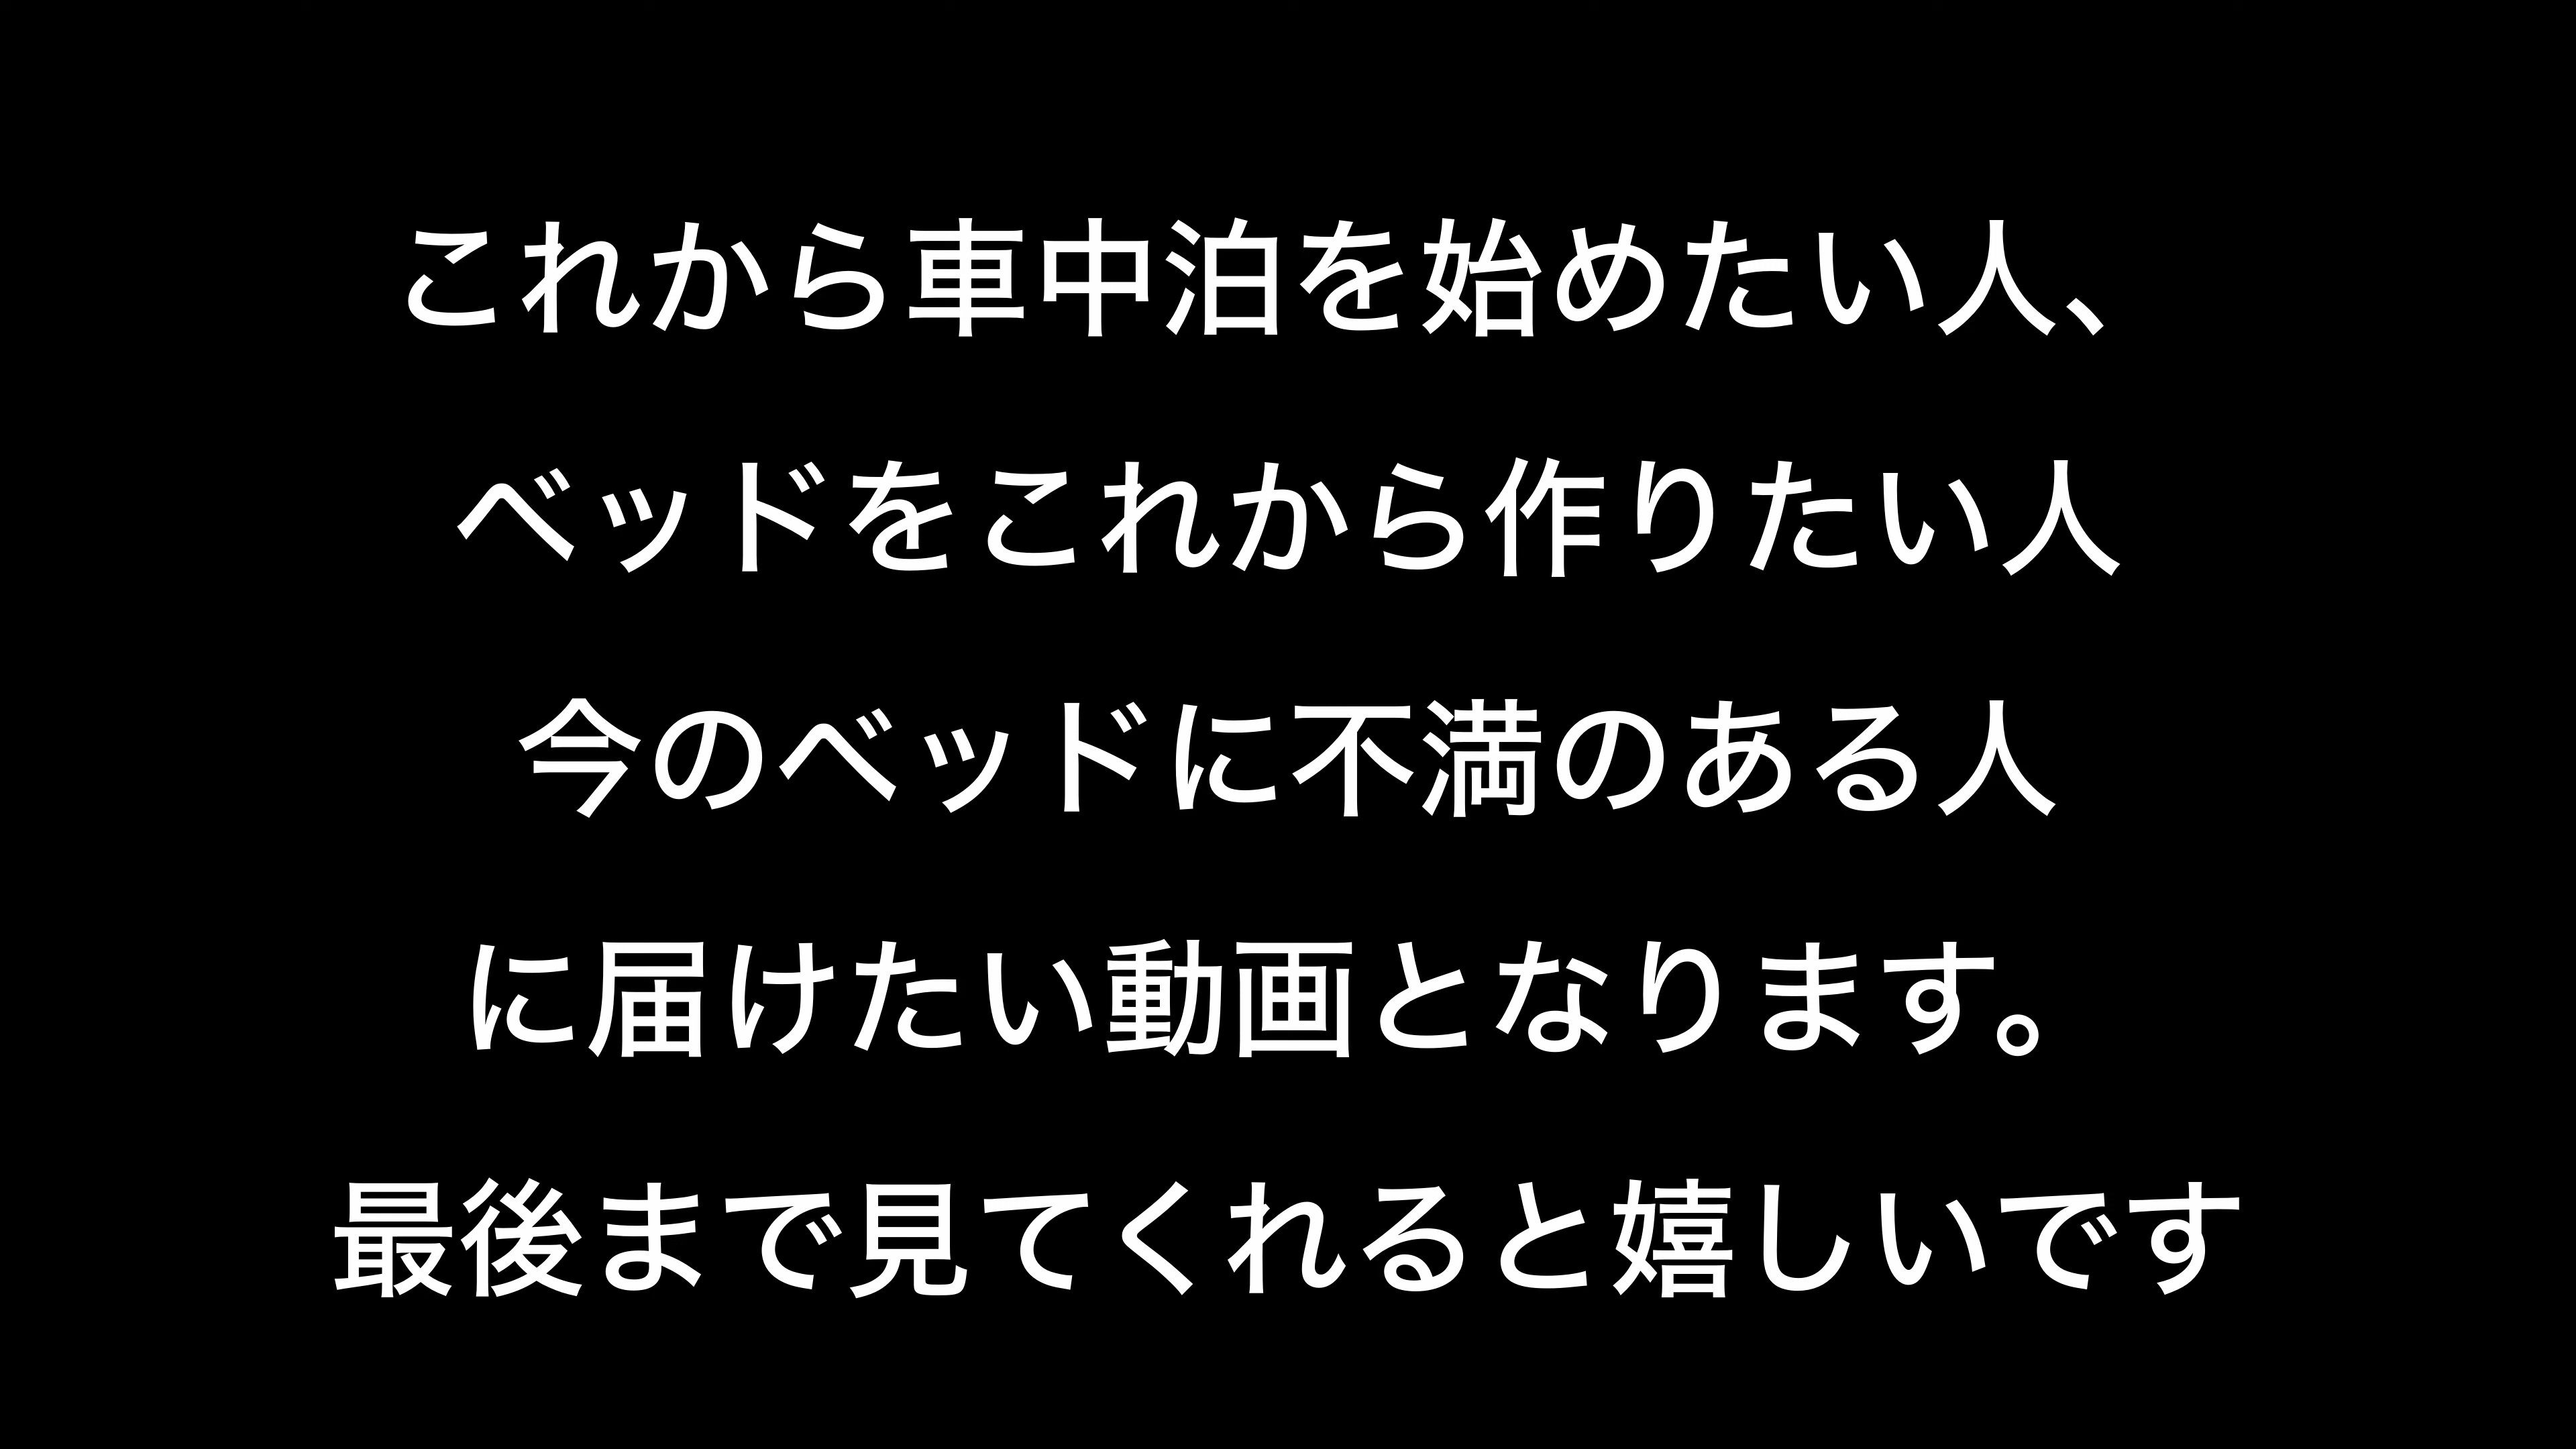 これから車中泊を始めたい人、
ベッドをこれから作りたい人
今のベッドに不満のある人
に届けたい動画となります。
最後まで見てくれると嬉しいです